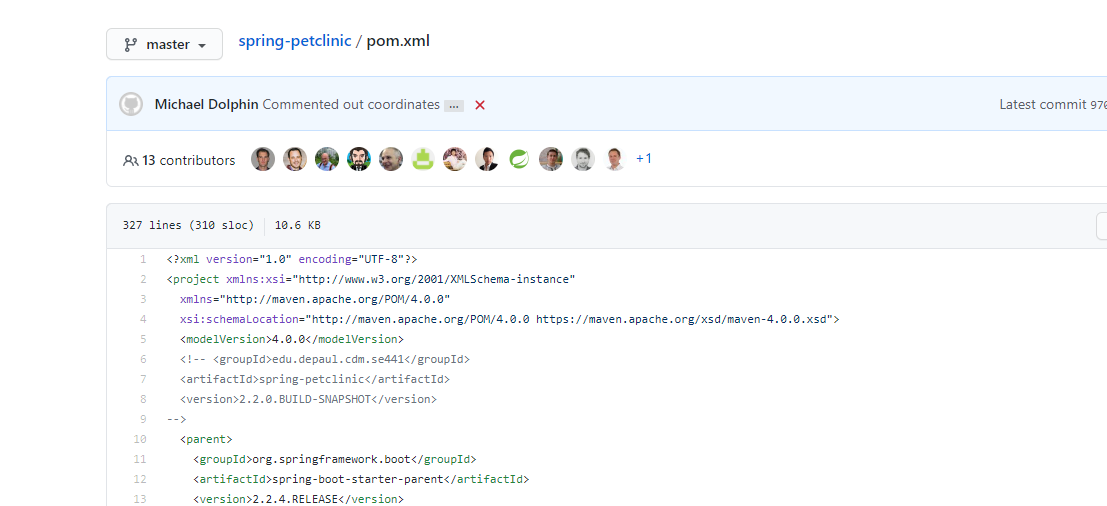 master spring-petclinic / pom.xml
Michael Dolphin Commented out coordinates ... Latest commit 970
13 contributors +1
327 lines (310 sloc) 10.6 KB
1 <?xml version="1.0" encoding="UTF-8"?>
2 <project xmlns:xsi="http://www.w3.org/2001/XMLSchema-instance"
3 xmlns="http://maven.apache.org/POM/4.0.0"
4 xsi:schemaLocation="http://maven.apache.org/POM/4.0.0 https://maven.apache.org/xsd/maven-4.0.0.xsd">
5 <modelVersion>4.0.0</modelVersion>
6 <!-- <groupId>edu.depaul.cdm.se441</groupId>
7 <artifactId>spring-petclinic</artifactId>
8 <version>2.2.0.BUILD-SNAPSHOT</version>
9 -->
10 <parent>
11 <groupId>org.springframework.boot</groupId>
12 <artifactId>spring-boot-starter-parent</artifactId>
13 <version>2.2.4.RELEASE</version>